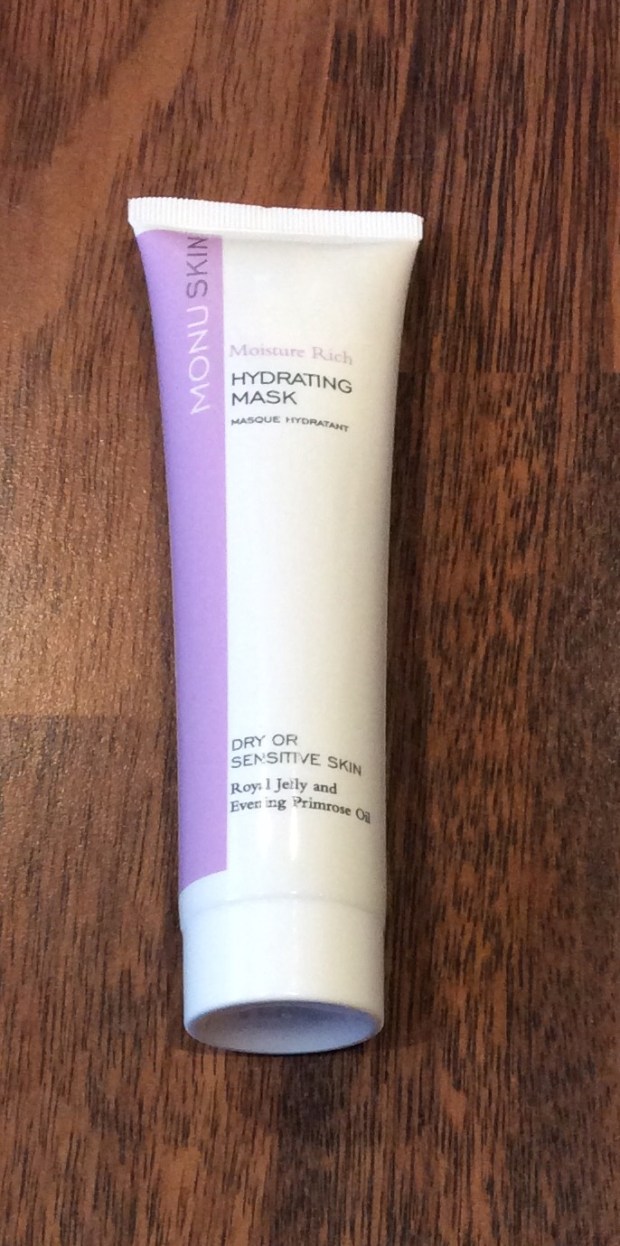 MONU SKIN
Moisture Rich
HYDRATING
MASK
MASQUE HYDRATANT
DRY OR
SENSITIVE SKIN
Royal Jelly and
Evening Primrose Oil